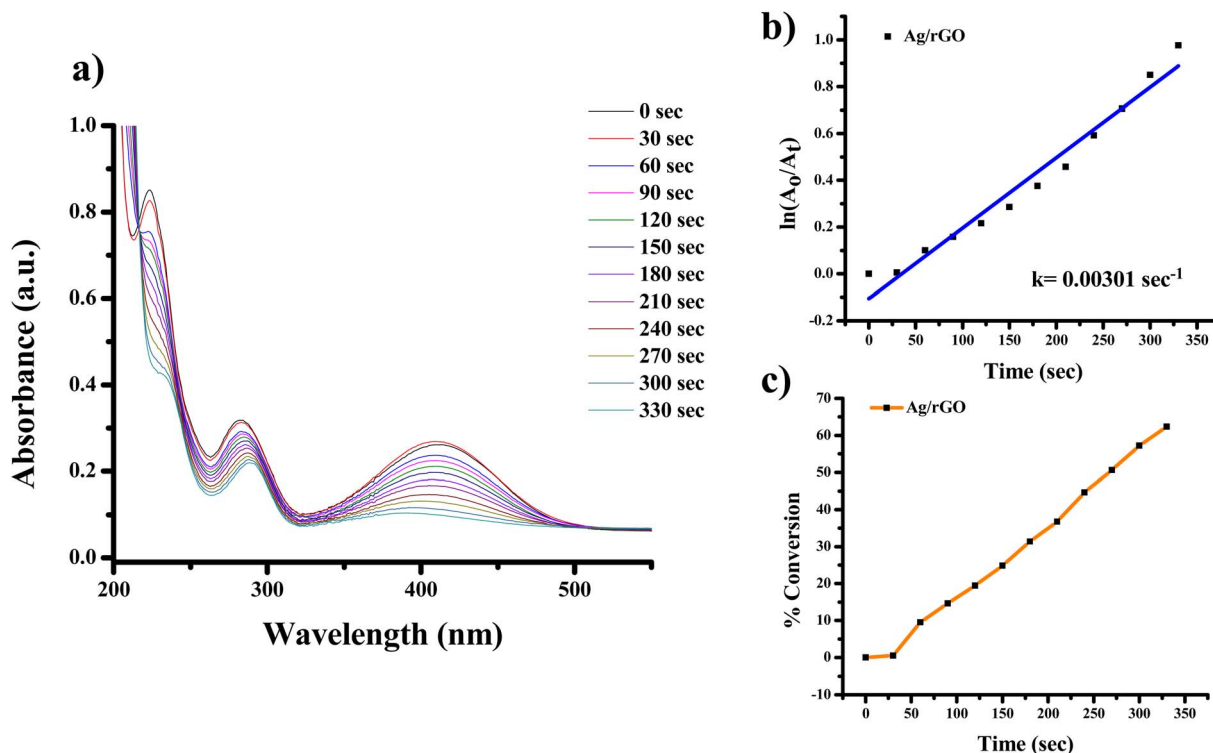 a)
1.0
0.8
0.6
0.4
0.2
0.0
200
300
400
500
Absorbance (a.u.)
Wavelength (nm)
0 sec
30 sec
60 sec
90 sec
120 sec
150 sec
180 sec
210 sec
240 sec
270 sec
300 sec
330 sec
b)
Ag/rGO
1.0
0.8
0.6
0.4
0.2
0.0
-0.2
ln(A0/At)
k= 0.00301 sec-1
0 50 100 150 200 250 300 350
Time (sec)
c)
Ag/rGO
70
60
50
40
30
20
10
0
-10
% Conversion
0 50 100 150 200 250 300 350
Time (sec)